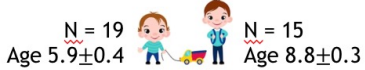 N = 19
Age 5.9±0.4
N = 15
Age 8.8±0.3